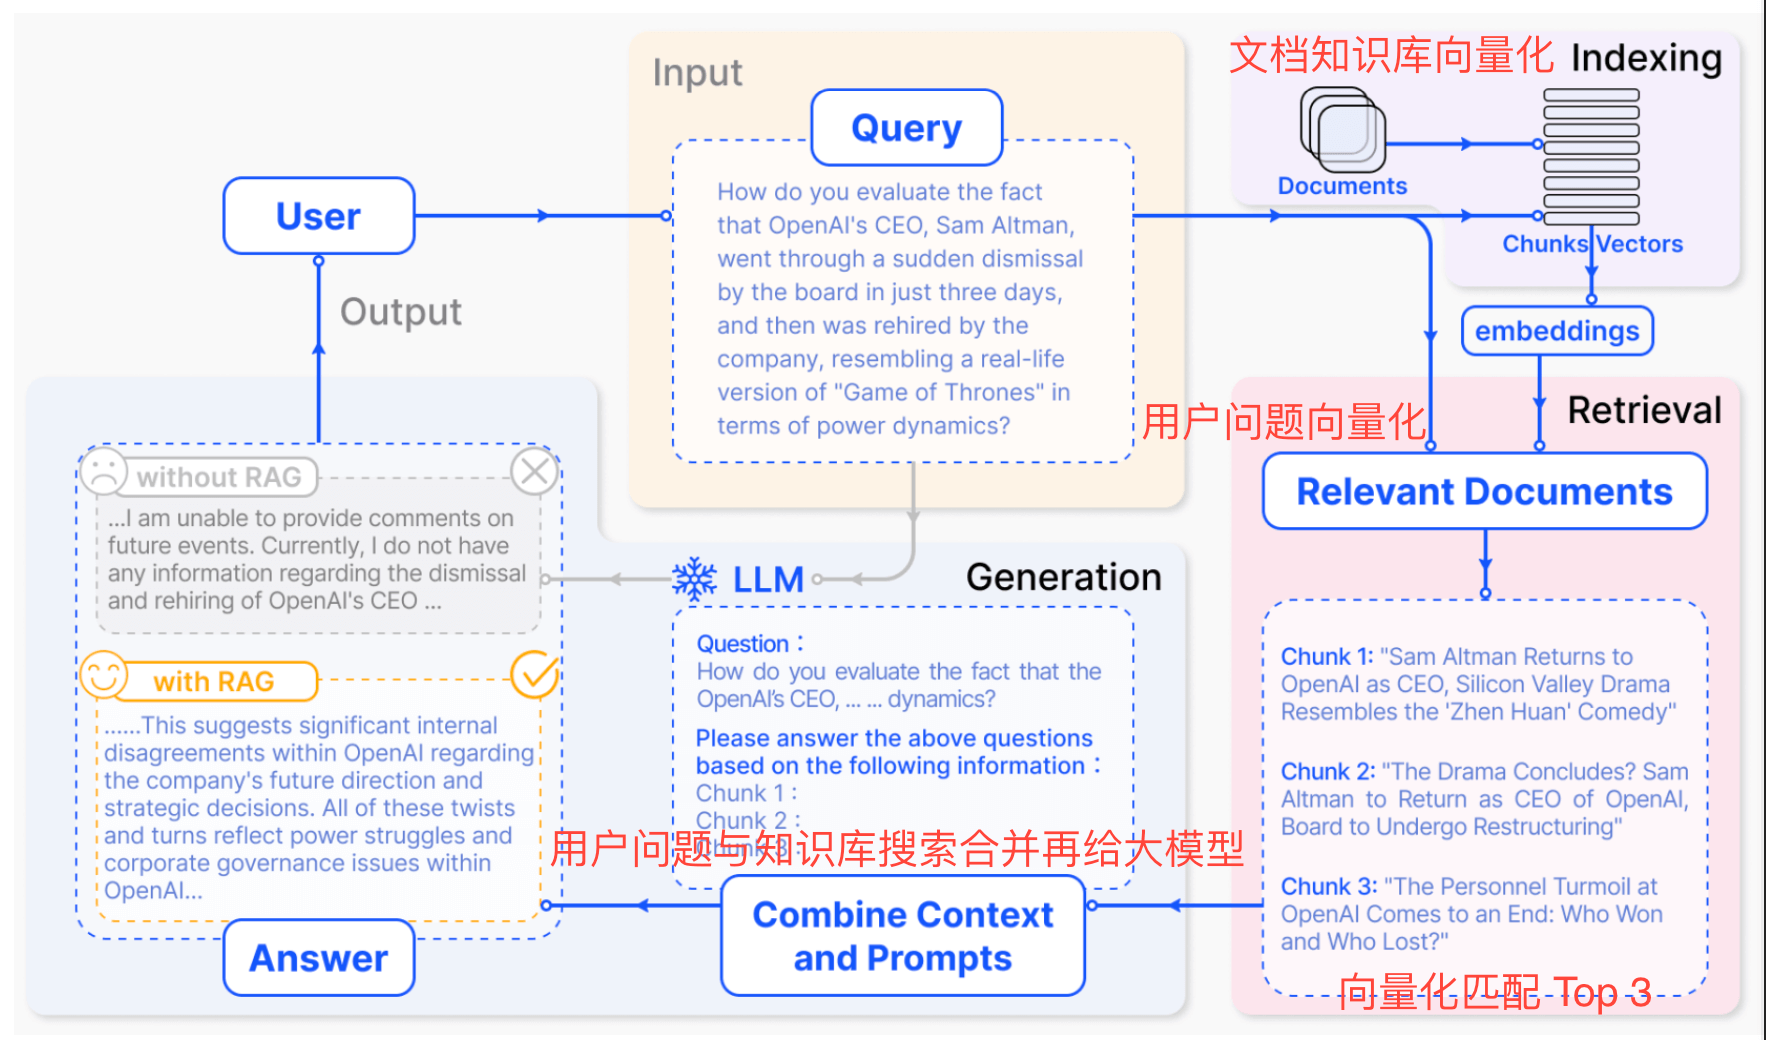 Input
Query
How do you evaluate the fact
that OpenAI's CEO, Sam Altman,
went through a sudden dismissal
by the board in just three days,
and then was rehired by the
company, resembling a real-life
version of "Game of Thrones" in
terms of power dynamics?
文档知识库向量化
Indexing
Documents
Chunks
Vectors
embeddings
User
Output
用户问题向量化
Retrieval
Relevant Documents
Chunk 1: "Sam Altman Returns to
OpenAI as CEO, Silicon Valley Drama
Resembles the 'Zhen Huan' Comedy"
Chunk 2: "The Drama Concludes? Sam
Altman to Return as CEO of OpenAI,
Board to Undergo Restructuring"
Chunk 3: "The Personnel Turmoil at
OpenAI Comes to an End: Who Won
and Who Lost?"
向量化匹配 Top 3
LLM
Generation
Question :
How do you evaluate the fact that the
OpenAI's CEO, ... ... dynamics?
Please answer the above questions
based on the following information :
Chunk 1 :
Chunk 2 :
Chunk 3 :
用户问题与知识库搜索合并再给大模型
Combine Context
and Prompts
without RAG
...I am unable to provide comments on
future events. Currently, I do not have
any information regarding the dismissal
and rehiring of OpenAI's CEO ...
with RAG
......This suggests significant internal
disagreements within OpenAI regarding
the company's future direction and
strategic decisions. All of these twists
and turns reflect power struggles and
corporate governance issues within
OpenAI...
Answer